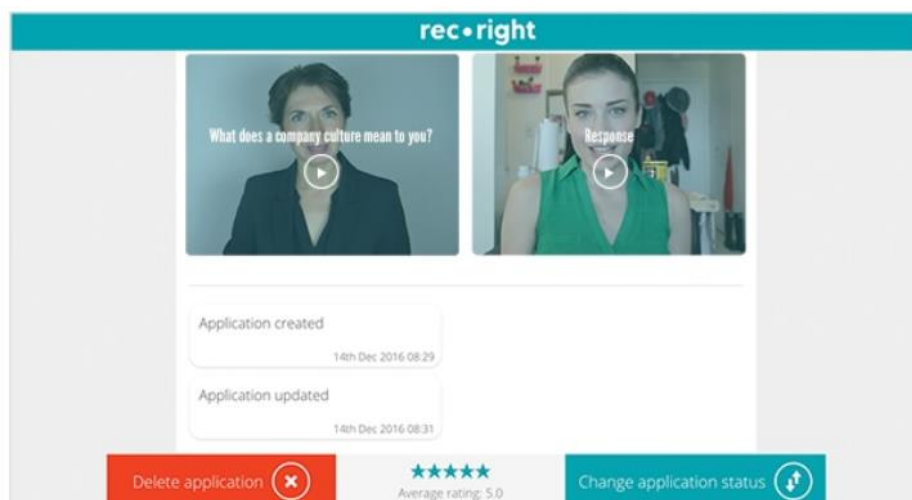 rec•right
What does a company culture mean to you?
Response
Application created
14th Dec 2016 08:29
Application updated
14th Dec 2016 08:31
Delete application
Average rating: 5.0
Change application status